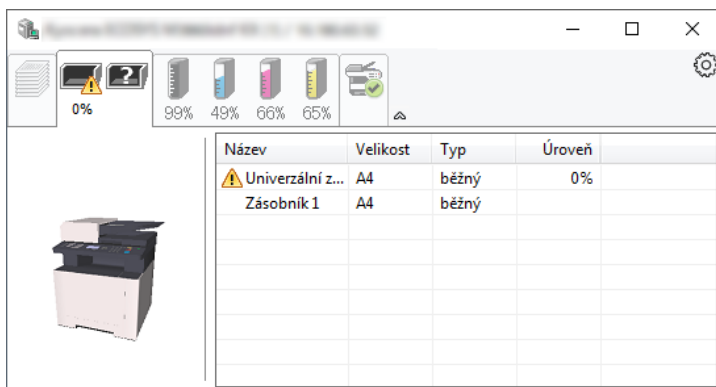 0%
99% 49% 66% 65%
Název Velikost Typ Úroveň
Univerzální z... A4 běžný 0%
Zásobník 1 A4 běžný